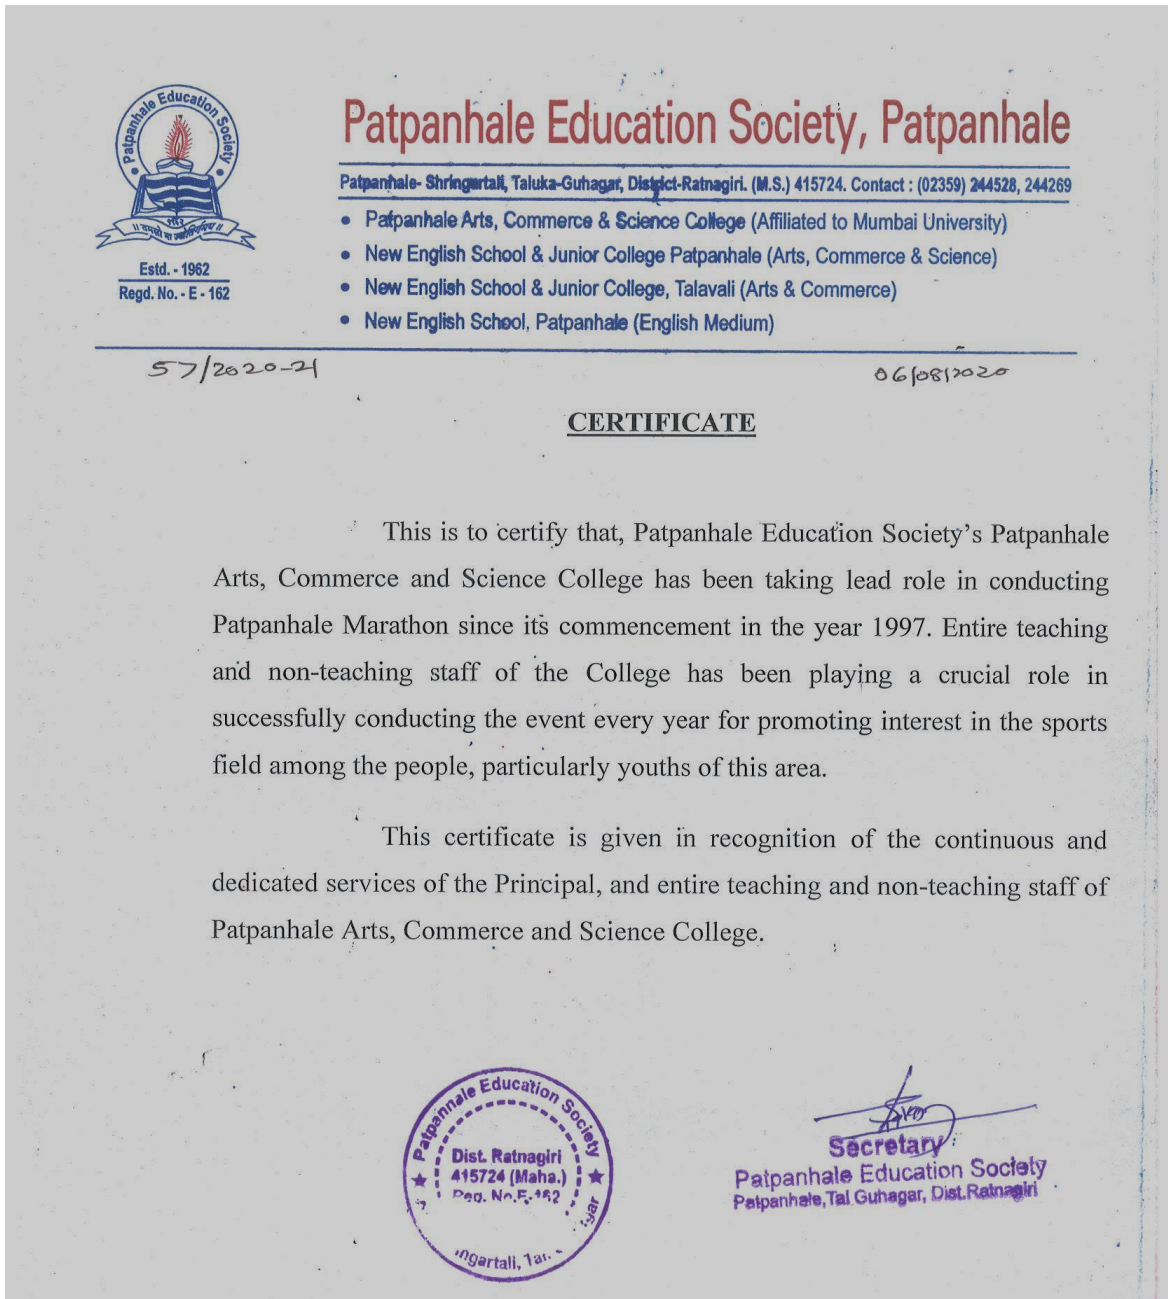 Patpanhale Education Society
॥ तमसो मा ज्योतिर्गमय ॥
Estd. - 1962
Regd. No. - E - 162
Patpanhale Education Society, Patpanhale
Patpanhale- Shringartali, Taluka-Guhagar, District-Ratnagiri. (M.S.) 415724. Contact : (02359) 244528, 244269
• Patpanhale Arts, Commerce & Science College (Affiliated to Mumbai University)
• New English School & Junior College Patpanhale (Arts, Commerce & Science)
• New English School & Junior College, Talavali (Arts & Commerce)
• New English School, Patpanhale (English Medium)
57/2020-21
06/08/2020
CERTIFICATE
This is to certify that, Patpanhale Education Society's Patpanhale
Arts, Commerce and Science College has been taking lead role in conducting
Patpanhale Marathon since its commencement in the year 1997. Entire teaching
and non-teaching staff of the College has been playing a crucial role in
successfully conducting the event every year for promoting interest in the sports
field among the people, particularly youths of this area.
This certificate is given in recognition of the continuous and
dedicated services of the Principal, and entire teaching and non-teaching staff of
Patpanhale Arts, Commerce and Science College.
Patpanhale Education Society
Dist. Ratnagiri
415724 (Maha.)
Reg. No.E-162
Secretary
Patpanhale Education Society
Patpanhale, Tal.Guhagar, Dist.Ratnagiri